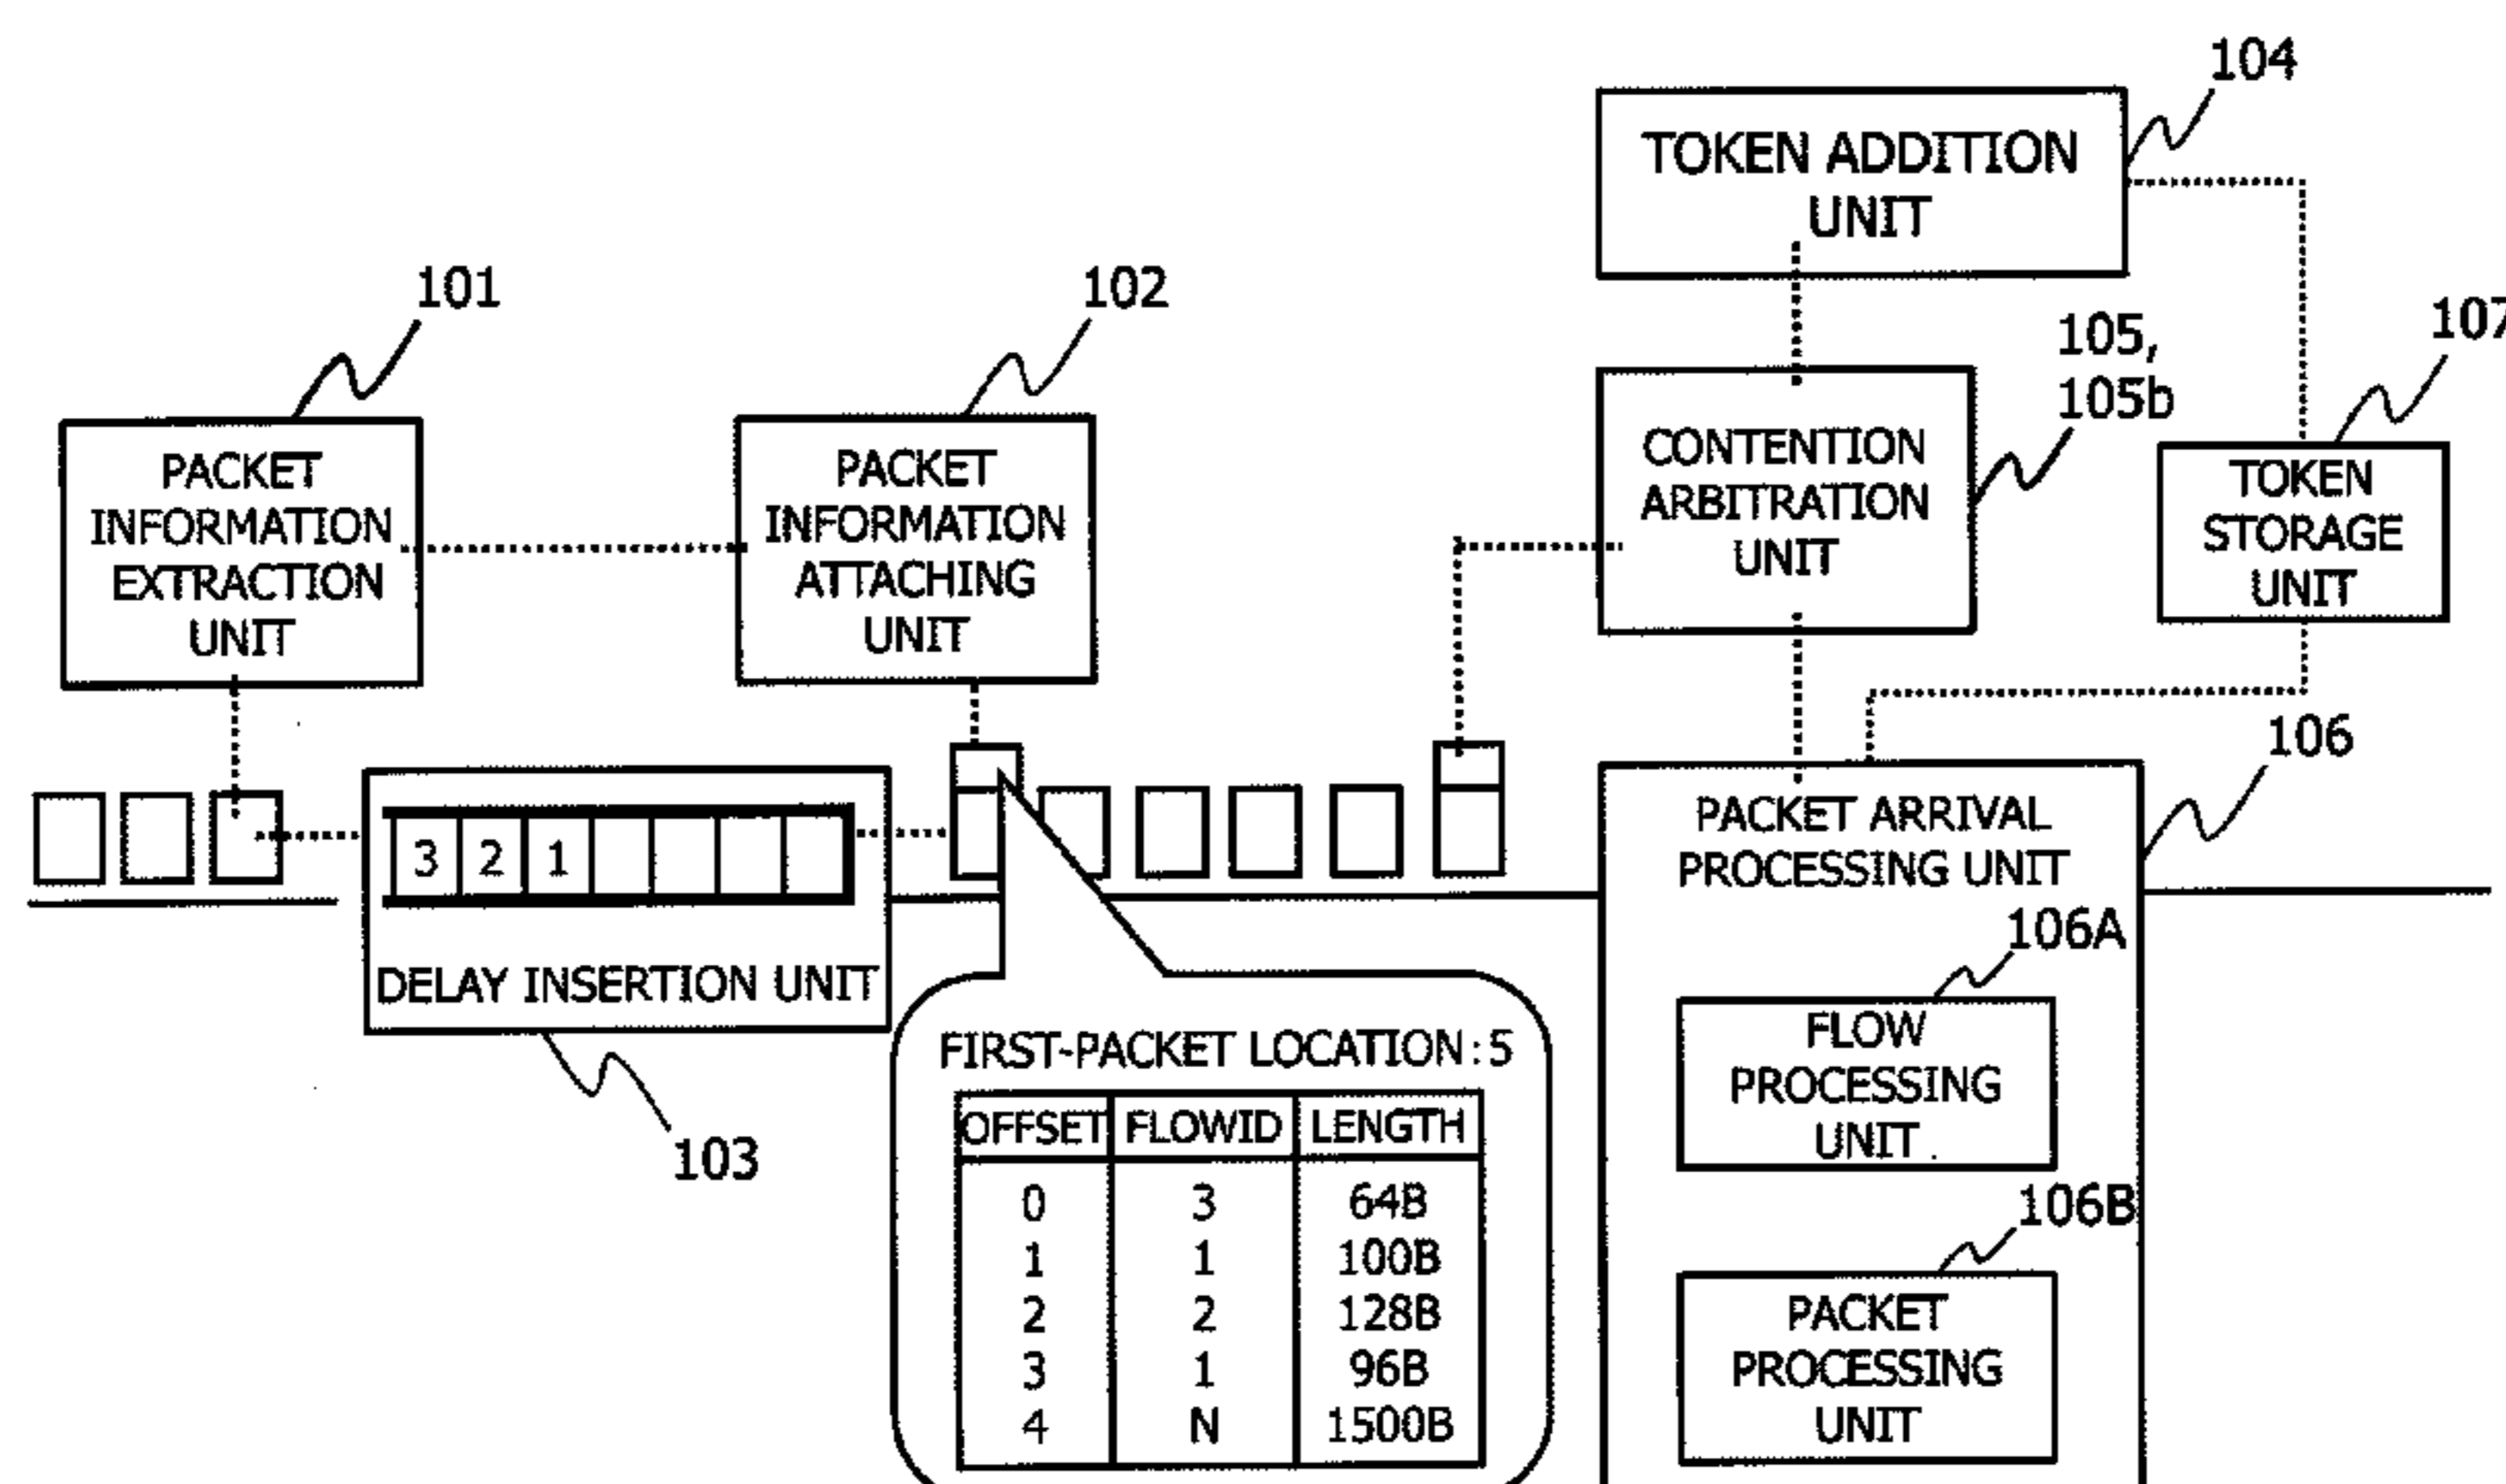 104
TOKEN ADDITION
UNIT
101
102
105,
105b
107
PACKET
INFORMATION
EXTRACTION
UNIT
PACKET
INFORMATION
ATTACHING
UNIT
CONTENTION
ARBITRATION
UNIT
TOKEN
STORAGE
UNIT
106
3 2 1
DELAY INSERTION UNIT
103
PACKET ARRIVAL
PROCESSING UNIT
106A
FLOW
PROCESSING
UNIT
106B
PACKET
PROCESSING
UNIT
FIRST-PACKET LOCATION:5
OFFSET FLOWID LENGTH
0 3 64B
1 1 100B
2 2 128B
3 1 96B
4 N 1500B